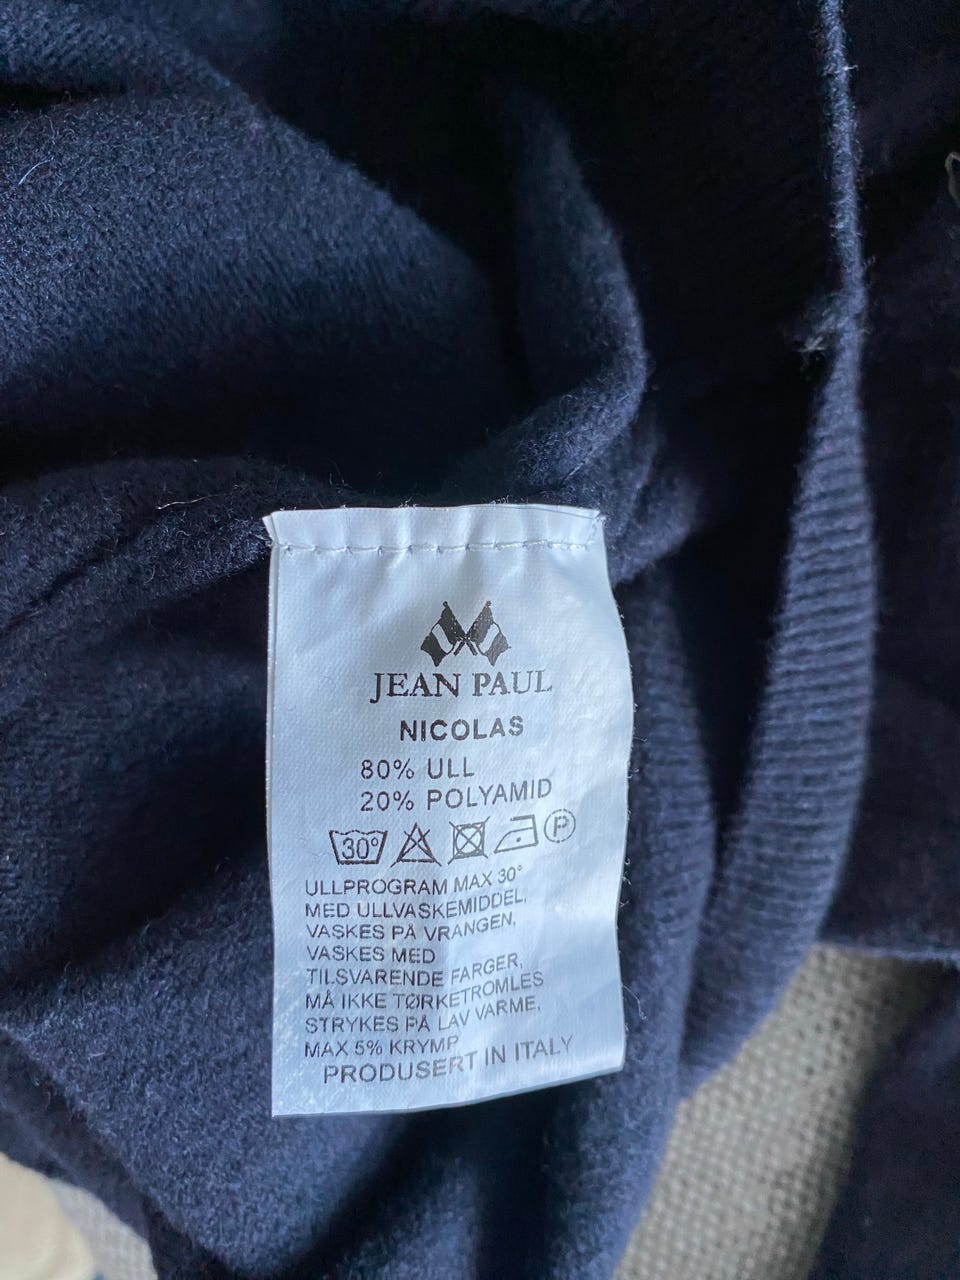 JEAN PAUL
NICOLAS
80% ULL
20% POLYAMID
30° P
ULLPROGRAM MAX 30°
MED ULLVASKEMIDDEL,
VASKES PÅ VRANGEN,
VASKES MED
TILSVARENDE FARGER,
MÅ IKKE TØRKETROMLES
STRYKES PÅ LAV VARME,
MAX 5% KRYMP
PRODUSERT IN ITALY